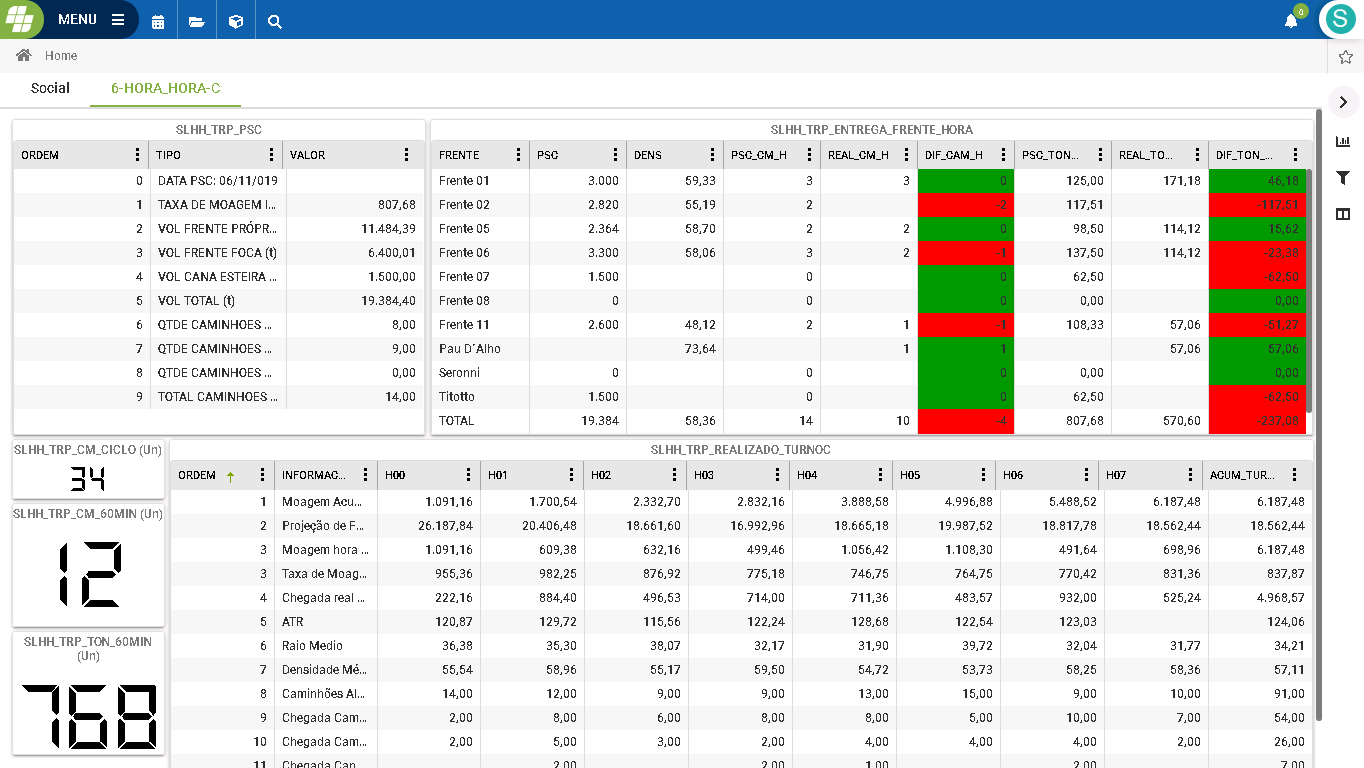 MENU
0
S
Home
Social 6-HORA_HORA-C
SLHH_TRP_PSC
ORDEM TIPO VALOR
0 DATA PSC: 06/11/019
1 TAXA DE MOAGEM I... 807,68
2 VOL FRENTE PRÓPR... 11.484,39
3 VOL FRENTE FOCA (t) 6.400,01
4 VOL CANA ESTEIRA ... 1.500,00
5 VOL TOTAL (t) 19.384,40
6 QTDE CAMINHOES ... 8,00
7 QTDE CAMINHOES ... 9,00
8 QTDE CAMINHOES ... 0,00
9 TOTAL CAMINHOES ... 14,00
SLHH_TRP_ENTREGA_FRENTE_HORA
FRENTE PSC DENS PSC_CM_H REAL_CM_H DIF_CAM_H PSC_TON... REAL_TO... DIF_TON_...
Frente 01 3.000 59,33 3 3 0 125,00 171,18 46,18
Frente 02 2.820 55,19 2 -2 117,51 -117,51
Frente 05 2.364 58,70 2 2 0 98,50 114,12 15,62
Frente 06 3.300 58,06 3 2 -1 137,50 114,12 -23,38
Frente 07 1.500 0 0 62,50 -62,50
Frente 08 0 0 0 0,00 0,00
Frente 11 2.600 48,12 2 1 -1 108,33 57,06 -51,27
Pau D´Alho 73,64 1 1 57,06 57,06
Seronni 0 0 0 0,00 0,00
Titotto 1.500 0 0 62,50 -62,50
TOTAL 19.384 58,36 14 10 -4 807,68 570,60 -237,08
SLHH_TRP_CM_CICLO (Un)
34
SLHH_TRP_CM_60MIN (Un)
12
SLHH_TRP_TON_60MIN
(Un)
768
SLHH_TRP_REALIZADO_TURNOC
ORDEM INFORMAC... H00 H01 H02 H03 H04 H05 H06 H07 ACUM_TUR...
1 Moagem Acu... 1.091,16 1.700,54 2.332,70 2.832,16 3.888,58 4.996,88 5.488,52 6.187,48 6.187,48
2 Projeção de F... 26.187,84 20.406,48 18.661,60 16.992,96 18.665,18 19.987,52 18.817,78 18.562,44 18.562,44
3 Moagem hora ... 1.091,16 609,38 632,16 499,46 1.056,42 1.108,30 491,64 698,96 6.187,48
3 Taxa de Moag... 955,36 982,25 876,92 775,18 746,75 764,75 770,42 831,36 837,87
4 Chegada real ... 222,16 884,40 496,53 714,00 711,36 483,57 932,00 525,24 4.968,57
5 ATR 120,87 129,72 115,56 122,24 128,68 122,54 123,03 124,06
6 Raio Medio 36,38 35,30 38,07 32,17 31,90 39,72 32,04 31,77 34,21
7 Densidade Mé... 55,54 58,96 55,17 59,50 54,72 53,73 58,25 58,36 57,11
8 Caminhões Al... 14,00 12,00 9,00 9,00 13,00 15,00 9,00 10,00 91,00
9 Chegada Cam... 2,00 8,00 6,00 8,00 8,00 5,00 10,00 7,00 54,00
10 Chegada Cam... 2,00 5,00 3,00 2,00 4,00 4,00 4,00 2,00 26,00
11 Chegada Can... 2,00 2,00 1,00 2,00 7,00